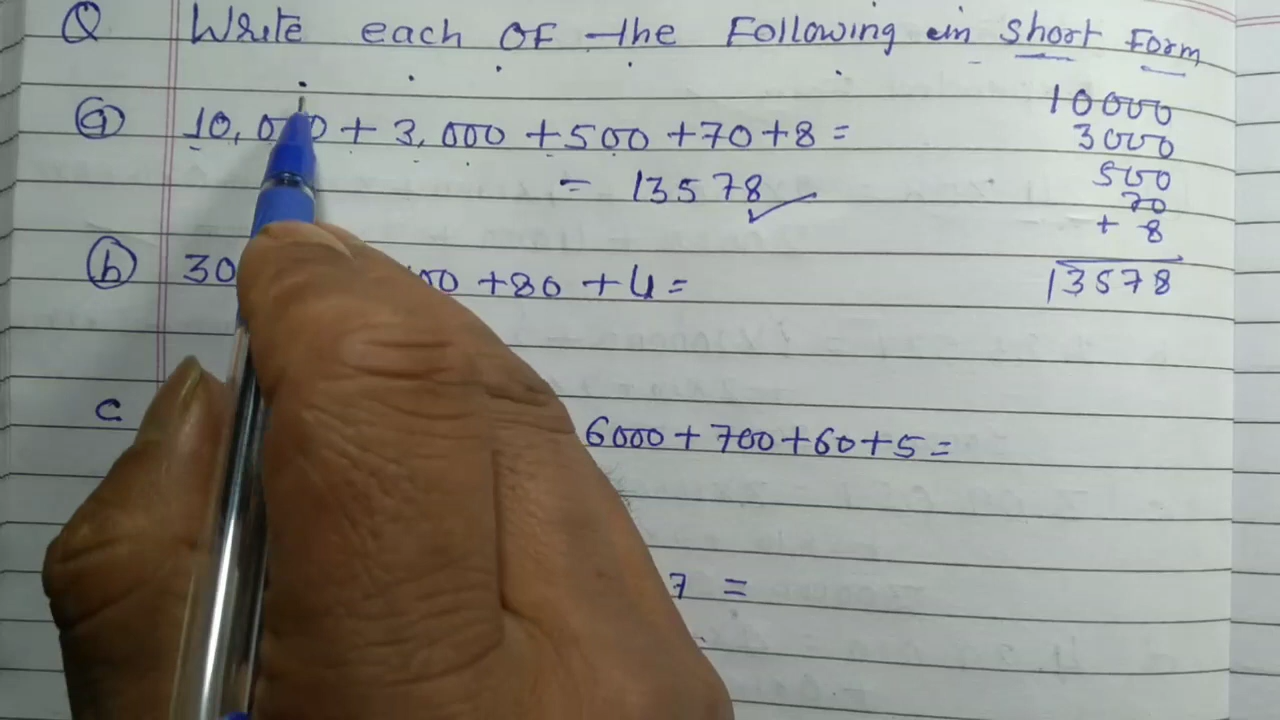 Q Write each of the Following in Short Form
(a) 10,000 + 3,000 + 500 + 70 + 8 =
= 13578
10000
3000
500
70
+ 8
13578
(b) 30 00 + 80 + 4 =
c 6000 + 700 + 60 + 5 =
7 =